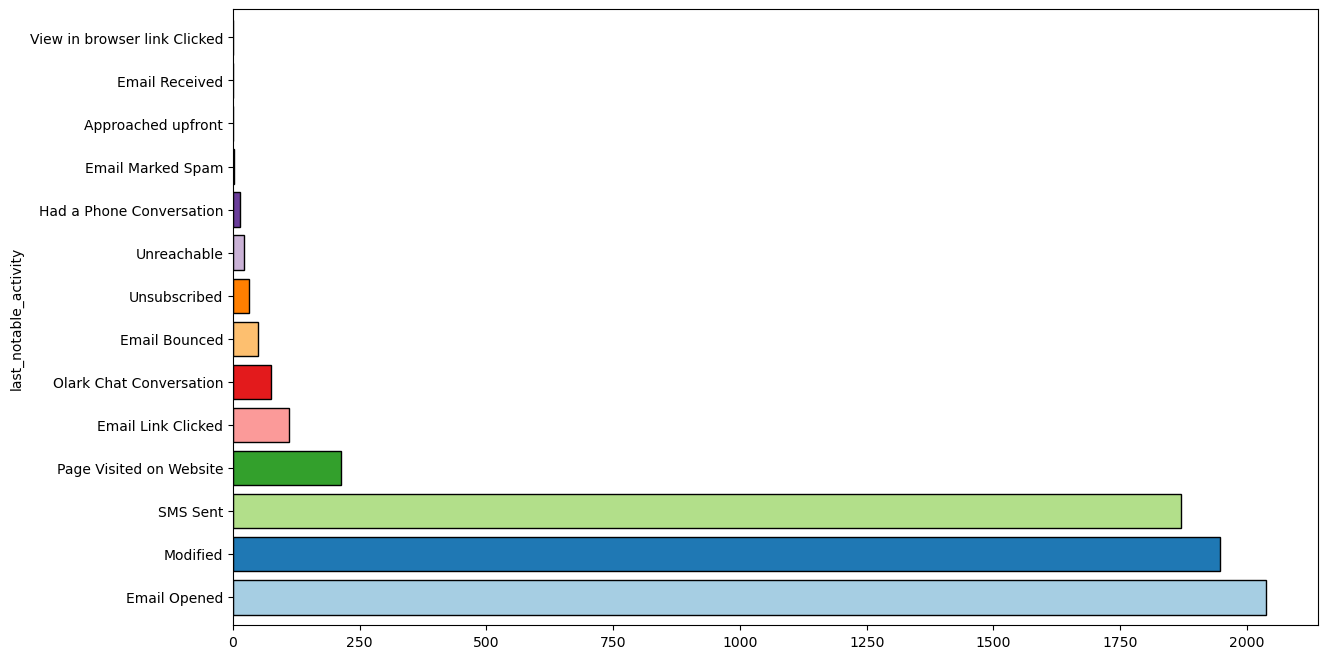 View in browser link Clicked
Email Received
Approached upfront
Email Marked Spam
Had a Phone Conversation
Unreachable
Unsubscribed
Email Bounced
Olark Chat Conversation
Email Link Clicked
Page Visited on Website
SMS Sent
Modified
Email Opened
last_notable_activity
0 250 500 750 1000 1250 1500 1750 2000